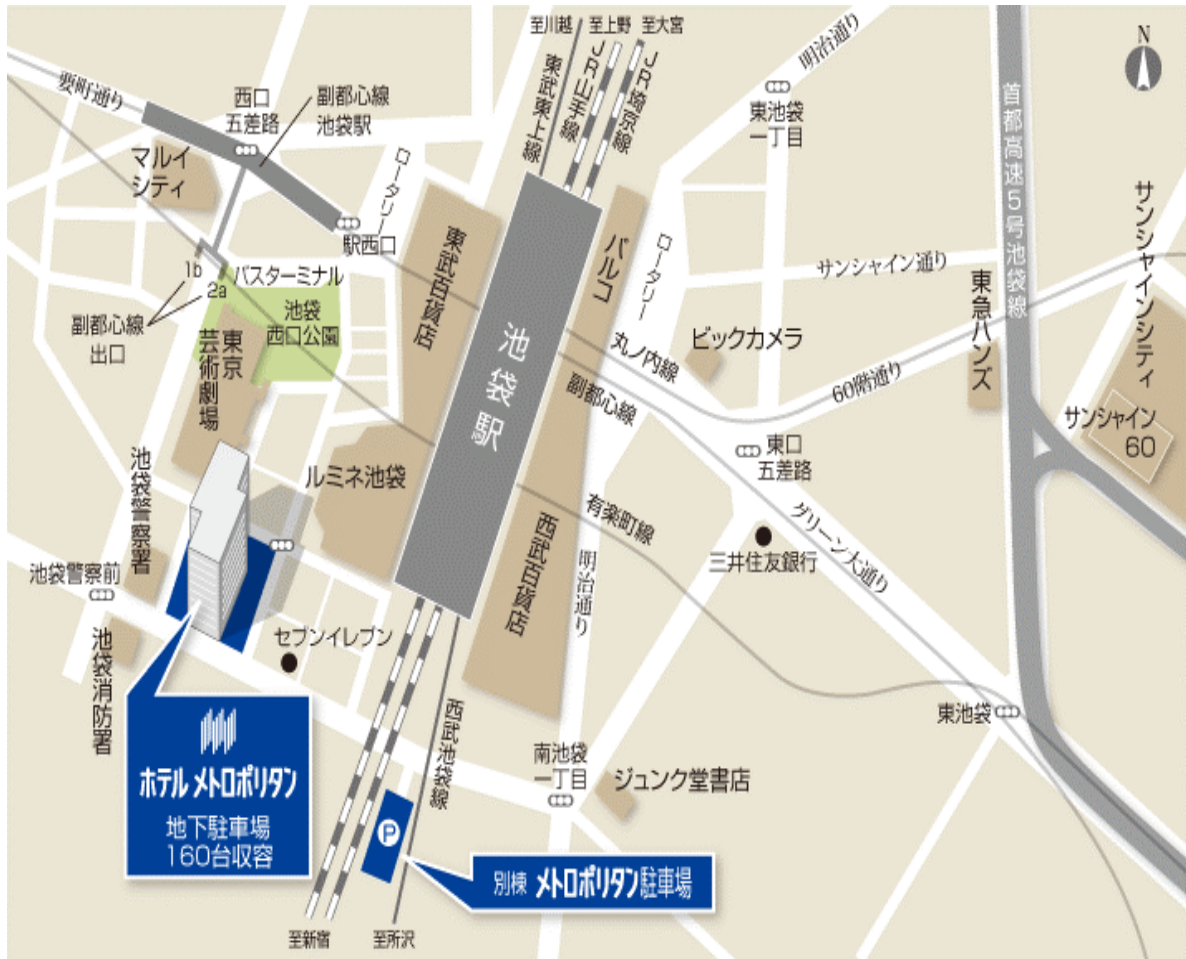 至川越
至上野
至大宮
東武東上線
JR山手線
JR埼京線
明治通り
N
要町通り
西口
五差路
副都心線
池袋駅
東池袋
一丁目
首都高速5号池袋線
マルイ
シティ
ロータリー
駅西口
東武百貨店
パルコ
ロータリー
サンシャイン通り
サンシャインシティ
1b
2a
バスターミナル
池袋
西口公園
副都心線
出口
東京
芸術劇場
池袋駅
丸ノ内線
ビックカメラ
東急ハンズ
副都心線
60階通り
サンシャイン
60
東口
五差路
ルミネ池袋
池袋警察署
有楽町線
西武百貨店
明治通り
三井住友銀行
グリーン大通り
池袋警察前
池袋消防署
セブンイレブン
西武池袋線
東池袋
南池袋
一丁目
ジュンク堂書店
ホテル メトロポリタン
地下駐車場
160台収容
P
別棟 メトロポリタン駐車場
至新宿
至所沢